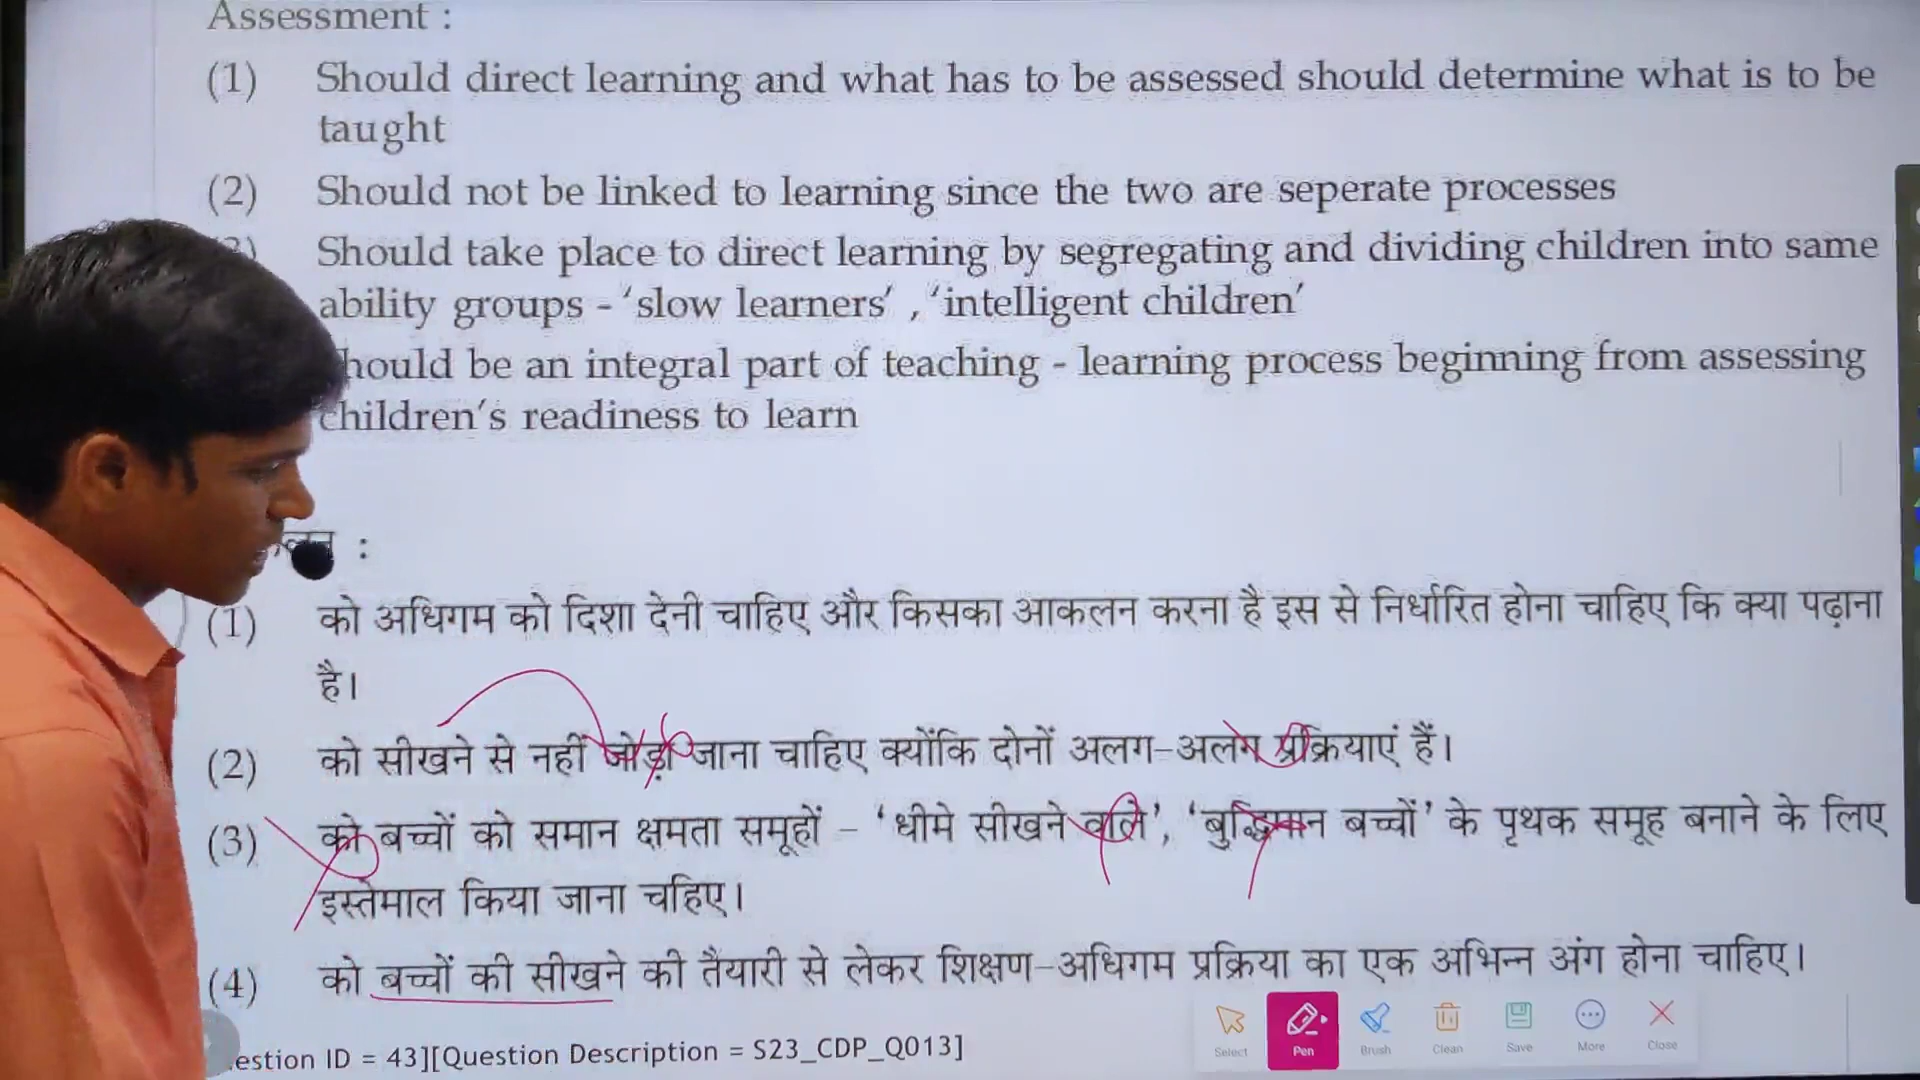 Assessment :
(1) Should direct learning and what has to be assessed should determine what is to be
taught
(2) Should not be linked to learning since the two are seperate processes
Should take place to direct learning by segregating and dividing children into same
ability groups - ‘slow learners’ , ‘intelligent children’
hould be an integral part of teaching - learning process beginning from assessing
children’s readiness to learn
:
(1) को अधिगम को दिशा देनी चाहिए और किसका आकलन करना है इस से निर्धारित होना चाहिए कि क्या पढ़ाना
है।
(2) को सीखने से नहीं जोड़ा जाना चाहिए क्योंकि दोनों अलग-अलग प्रक्रियाएं हैं।
(3) को बच्चों को समान क्षमता समूहों - ‘धीमे सीखने वाले’, ‘बुद्धिमान बच्चों’ के पृथक समूह बनाने के लिए
इस्तेमाल किया जाना चहिए।
(4) को बच्चों की सीखने की तैयारी से लेकर शिक्षण-अधिगम प्रक्रिया का एक अभिन्न अंग होना चाहिए।
Select Pen Brush Clean Save More Close
estion ID = 43][Question Description = S23_CDP_Q013]